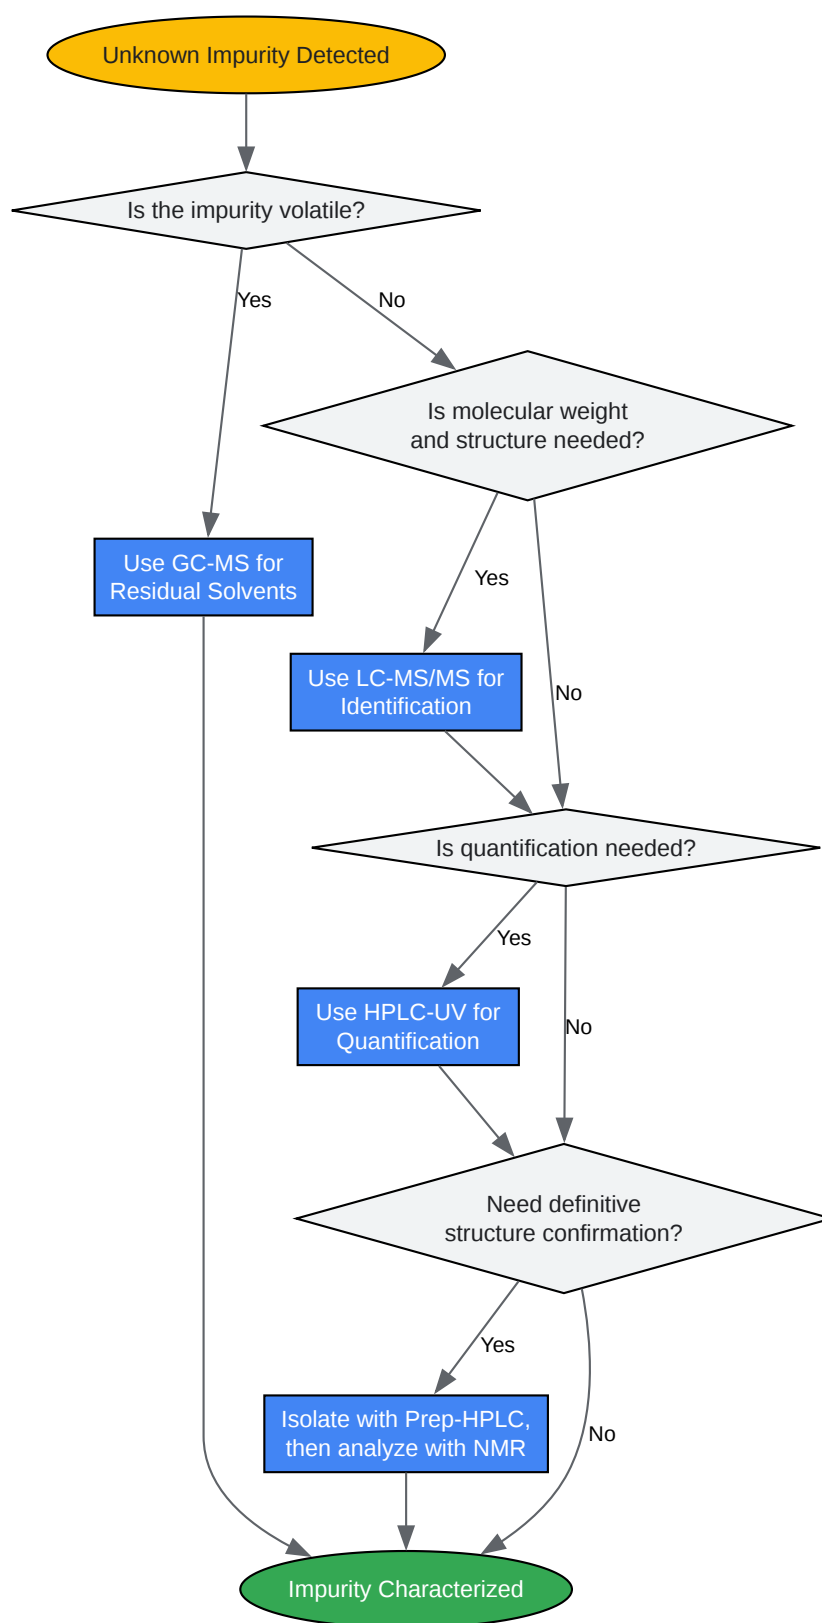 Unknown Impurity Detected
Is the impurity volatile?
Yes
No
Is molecular weight
and structure needed?
Use GC-MS for
Residual Solvents
Yes
Use LC-MS/MS for
Identification
No
Is quantification needed?
Yes
Use HPLC-UV for
Quantification
No
Need definitive
structure confirmation?
Yes
Isolate with Prep-HPLC,
then analyze with NMR
No
Impurity Characterized